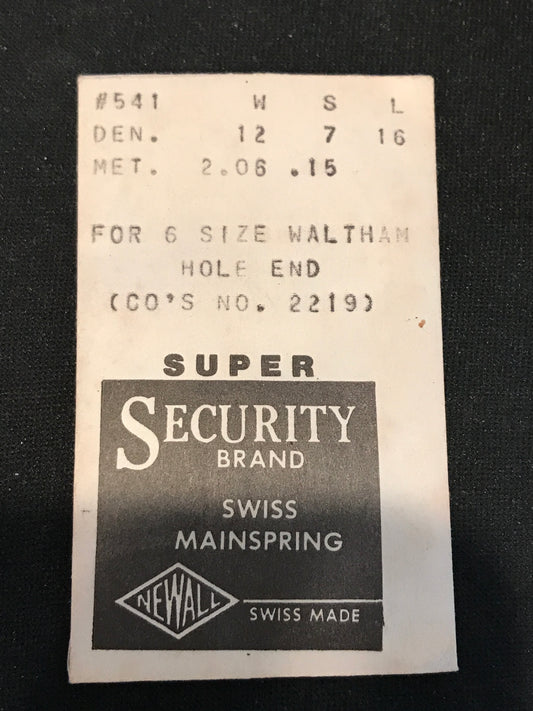 #541 W S L
DEN. 12 7 16
MET. 2.06 .15
FOR 6 SIZE WALTHAM
HOLE END
(CO'S NO. 2219)
SUPER
SECURITY
BRAND
SWISS
MAINSPRING
NEWALL
SWISS MADE